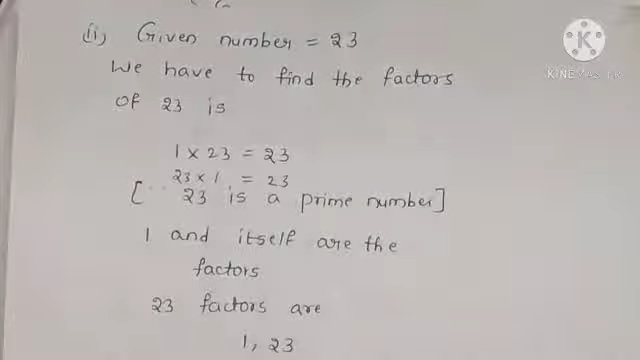 (ii) Given number = 23
We have to find the factors
of 23 is
1 × 23 = 23
23 × 1 = 23
[ ∵ 23 is a prime number]
1 and itself are the
factors
23 factors are
1, 23
KINEMASTER